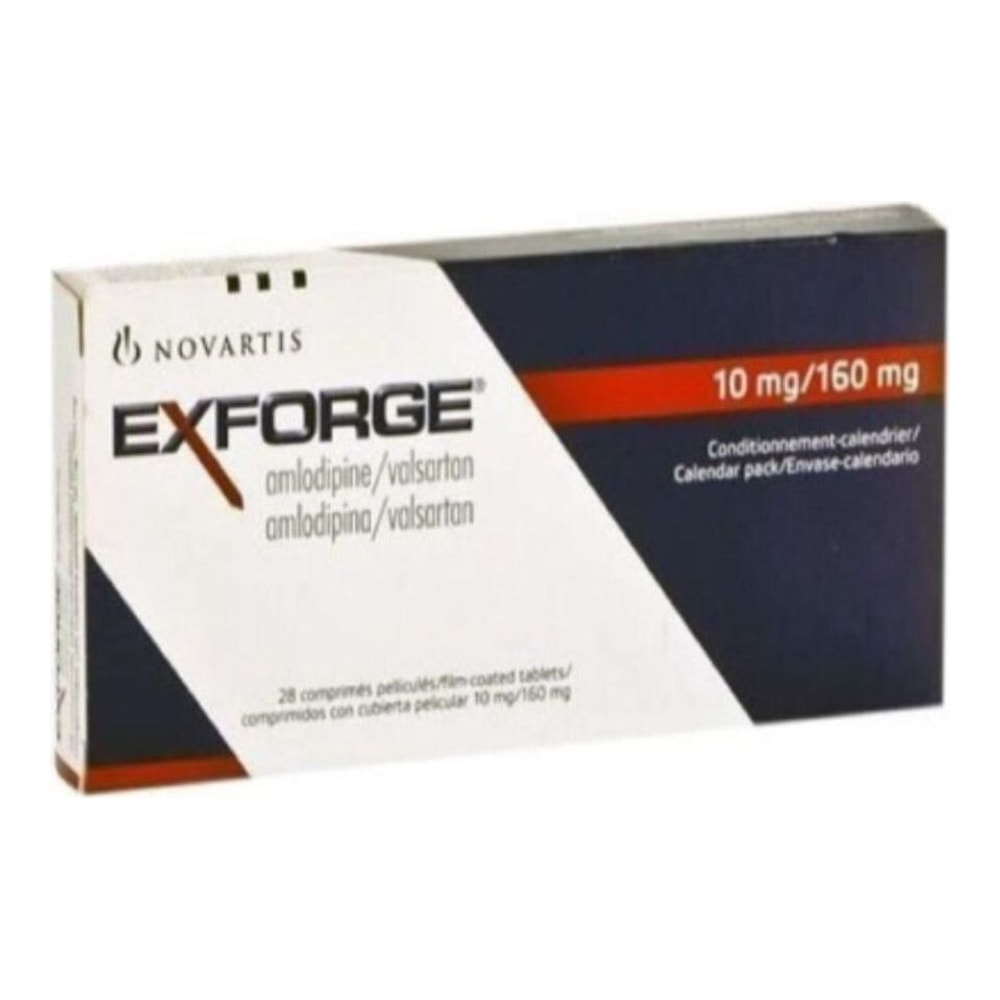 NOVARTIS
EXFORGE®
amlodipine/valsartan
amlodipina/valsartan
10 mg/160 mg
Conditionnement-calendrier/
Calendar pack/Envase-calendario
28 comprimés pelliculés/film-coated tablets/
comprimidos con cubierta pelicular 10 mg/160 mg